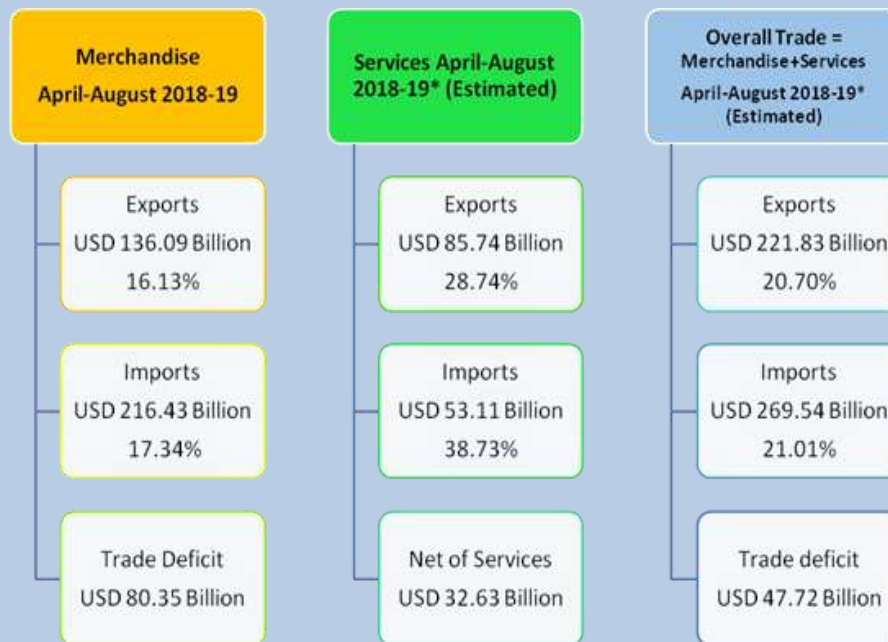 Merchandise
April-August 2018-19
Exports
USD 136.09 Billion
16.13%
Imports
USD 216.43 Billion
17.34%
Trade Deficit
USD 80.35 Billion
Services April-August
2018-19* (Estimated)
Exports
USD 85.74 Billion
28.74%
Imports
USD 53.11 Billion
38.73%
Net of Services
USD 32.63 Billion
Overall Trade =
Merchandise+Services
April-August 2018-19*
(Estimated)
Exports
USD 221.83 Billion
20.70%
Imports
USD 269.54 Billion
21.01%
Trade deficit
USD 47.72 Billion